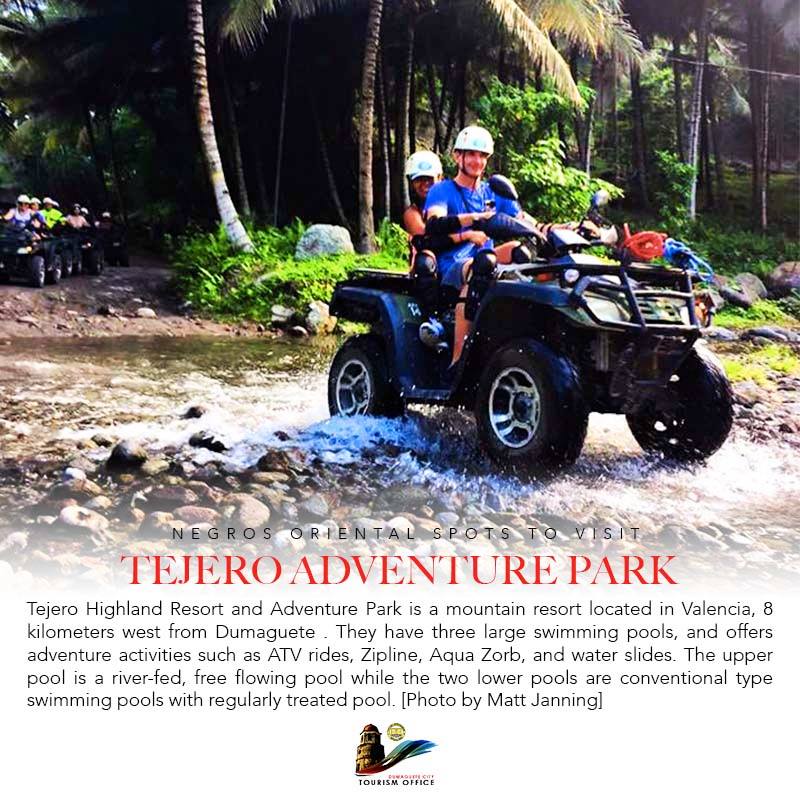 NEGROS ORIENTAL SPOTS TO VISIT
TEJERO ADVENTURE PARK
Tejero Highland Resort and Adventure Park is a mountain resort located in Valencia, 8
kilometers west from Dumaguete . They have three large swimming pools, and offers
adventure activities such as ATV rides, Zipline, Aqua Zorb, and water slides. The upper
pool is a river-fed, free flowing pool while the two lower pools are conventional type
swimming pools with regularly treated pool. [Photo by Matt Janning]
DUMAGUETE CITY
TOURISM OFFICE